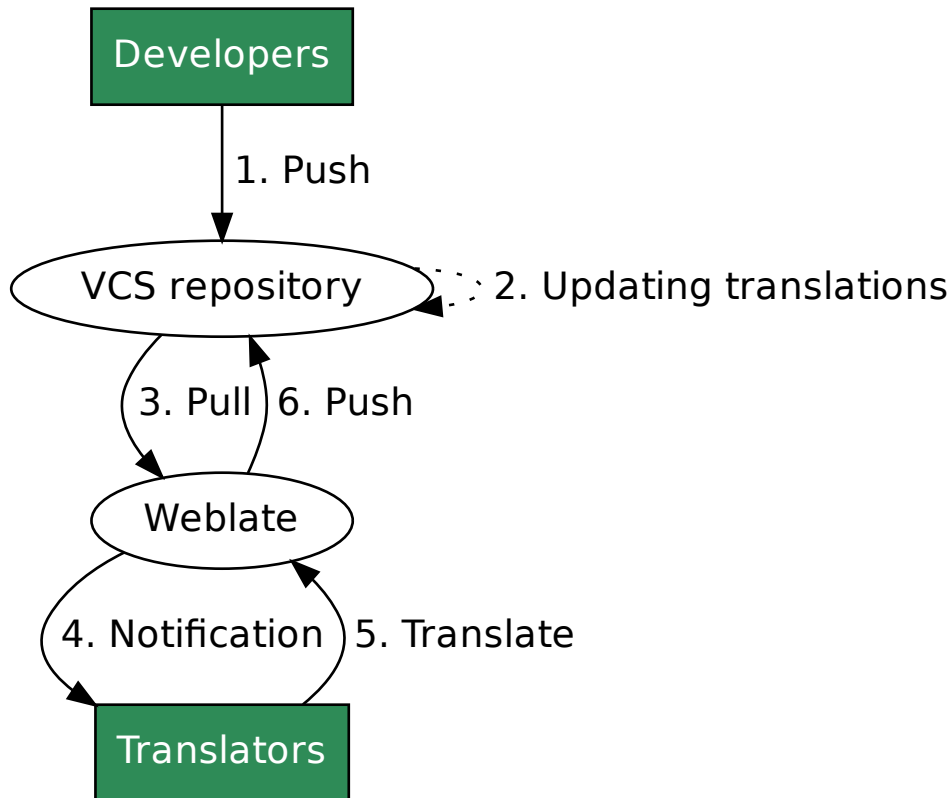 Developers
1. Push
VCS repository
2. Updating translations
3. Pull
6. Push
Weblate
4. Notification
5. Translate
Translators